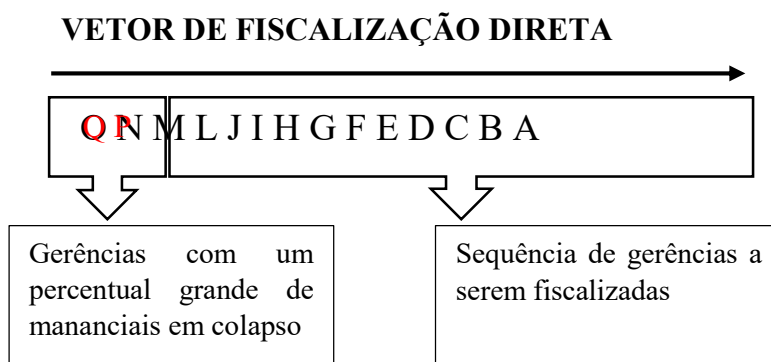 VETOR DE FISCALIZAÇÃO DIRETA
Q P
O N M L J I H G F E D C B A
Gerências com um
percentual grande de
mananciais em colapso
Sequência de gerências a
serem fiscalizadas